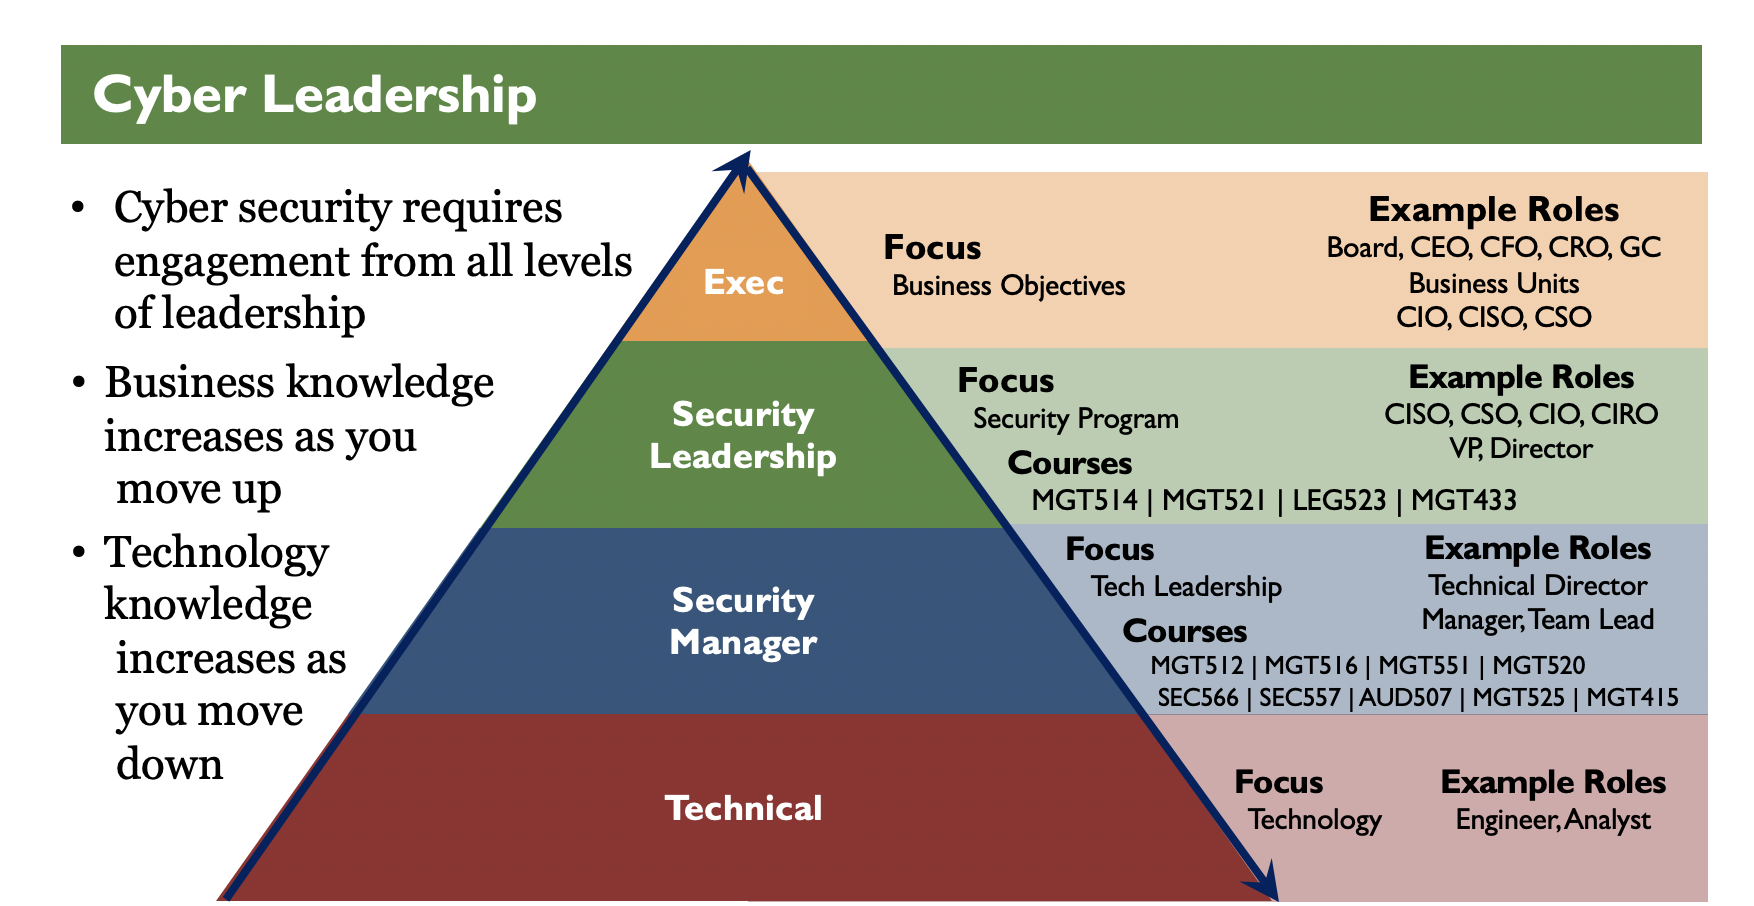 Cyber Leadership
• Cyber security requires
engagement from all levels
of leadership
• Business knowledge
increases as you
move up
• Technology
knowledge
increases as
you move
down
Exec
Focus
Business Objectives
Example Roles
Board, CEO, CFO, CRO, GC
Business Units
CIO, CISO, CSO
Security
Leadership
Focus
Security Program
Courses
MGT514 | MGT521 | LEG523 | MGT433
Example Roles
CISO, CSO, CIO, CIRO
VP, Director
Security
Manager
Focus
Tech Leadership
Courses
MGT512 | MGT516 | MGT551 | MGT520
SEC566 | SEC557 | AUD507 | MGT525 | MGT415
Example Roles
Technical Director
Manager, Team Lead
Technical
Focus
Technology
Example Roles
Engineer, Analyst